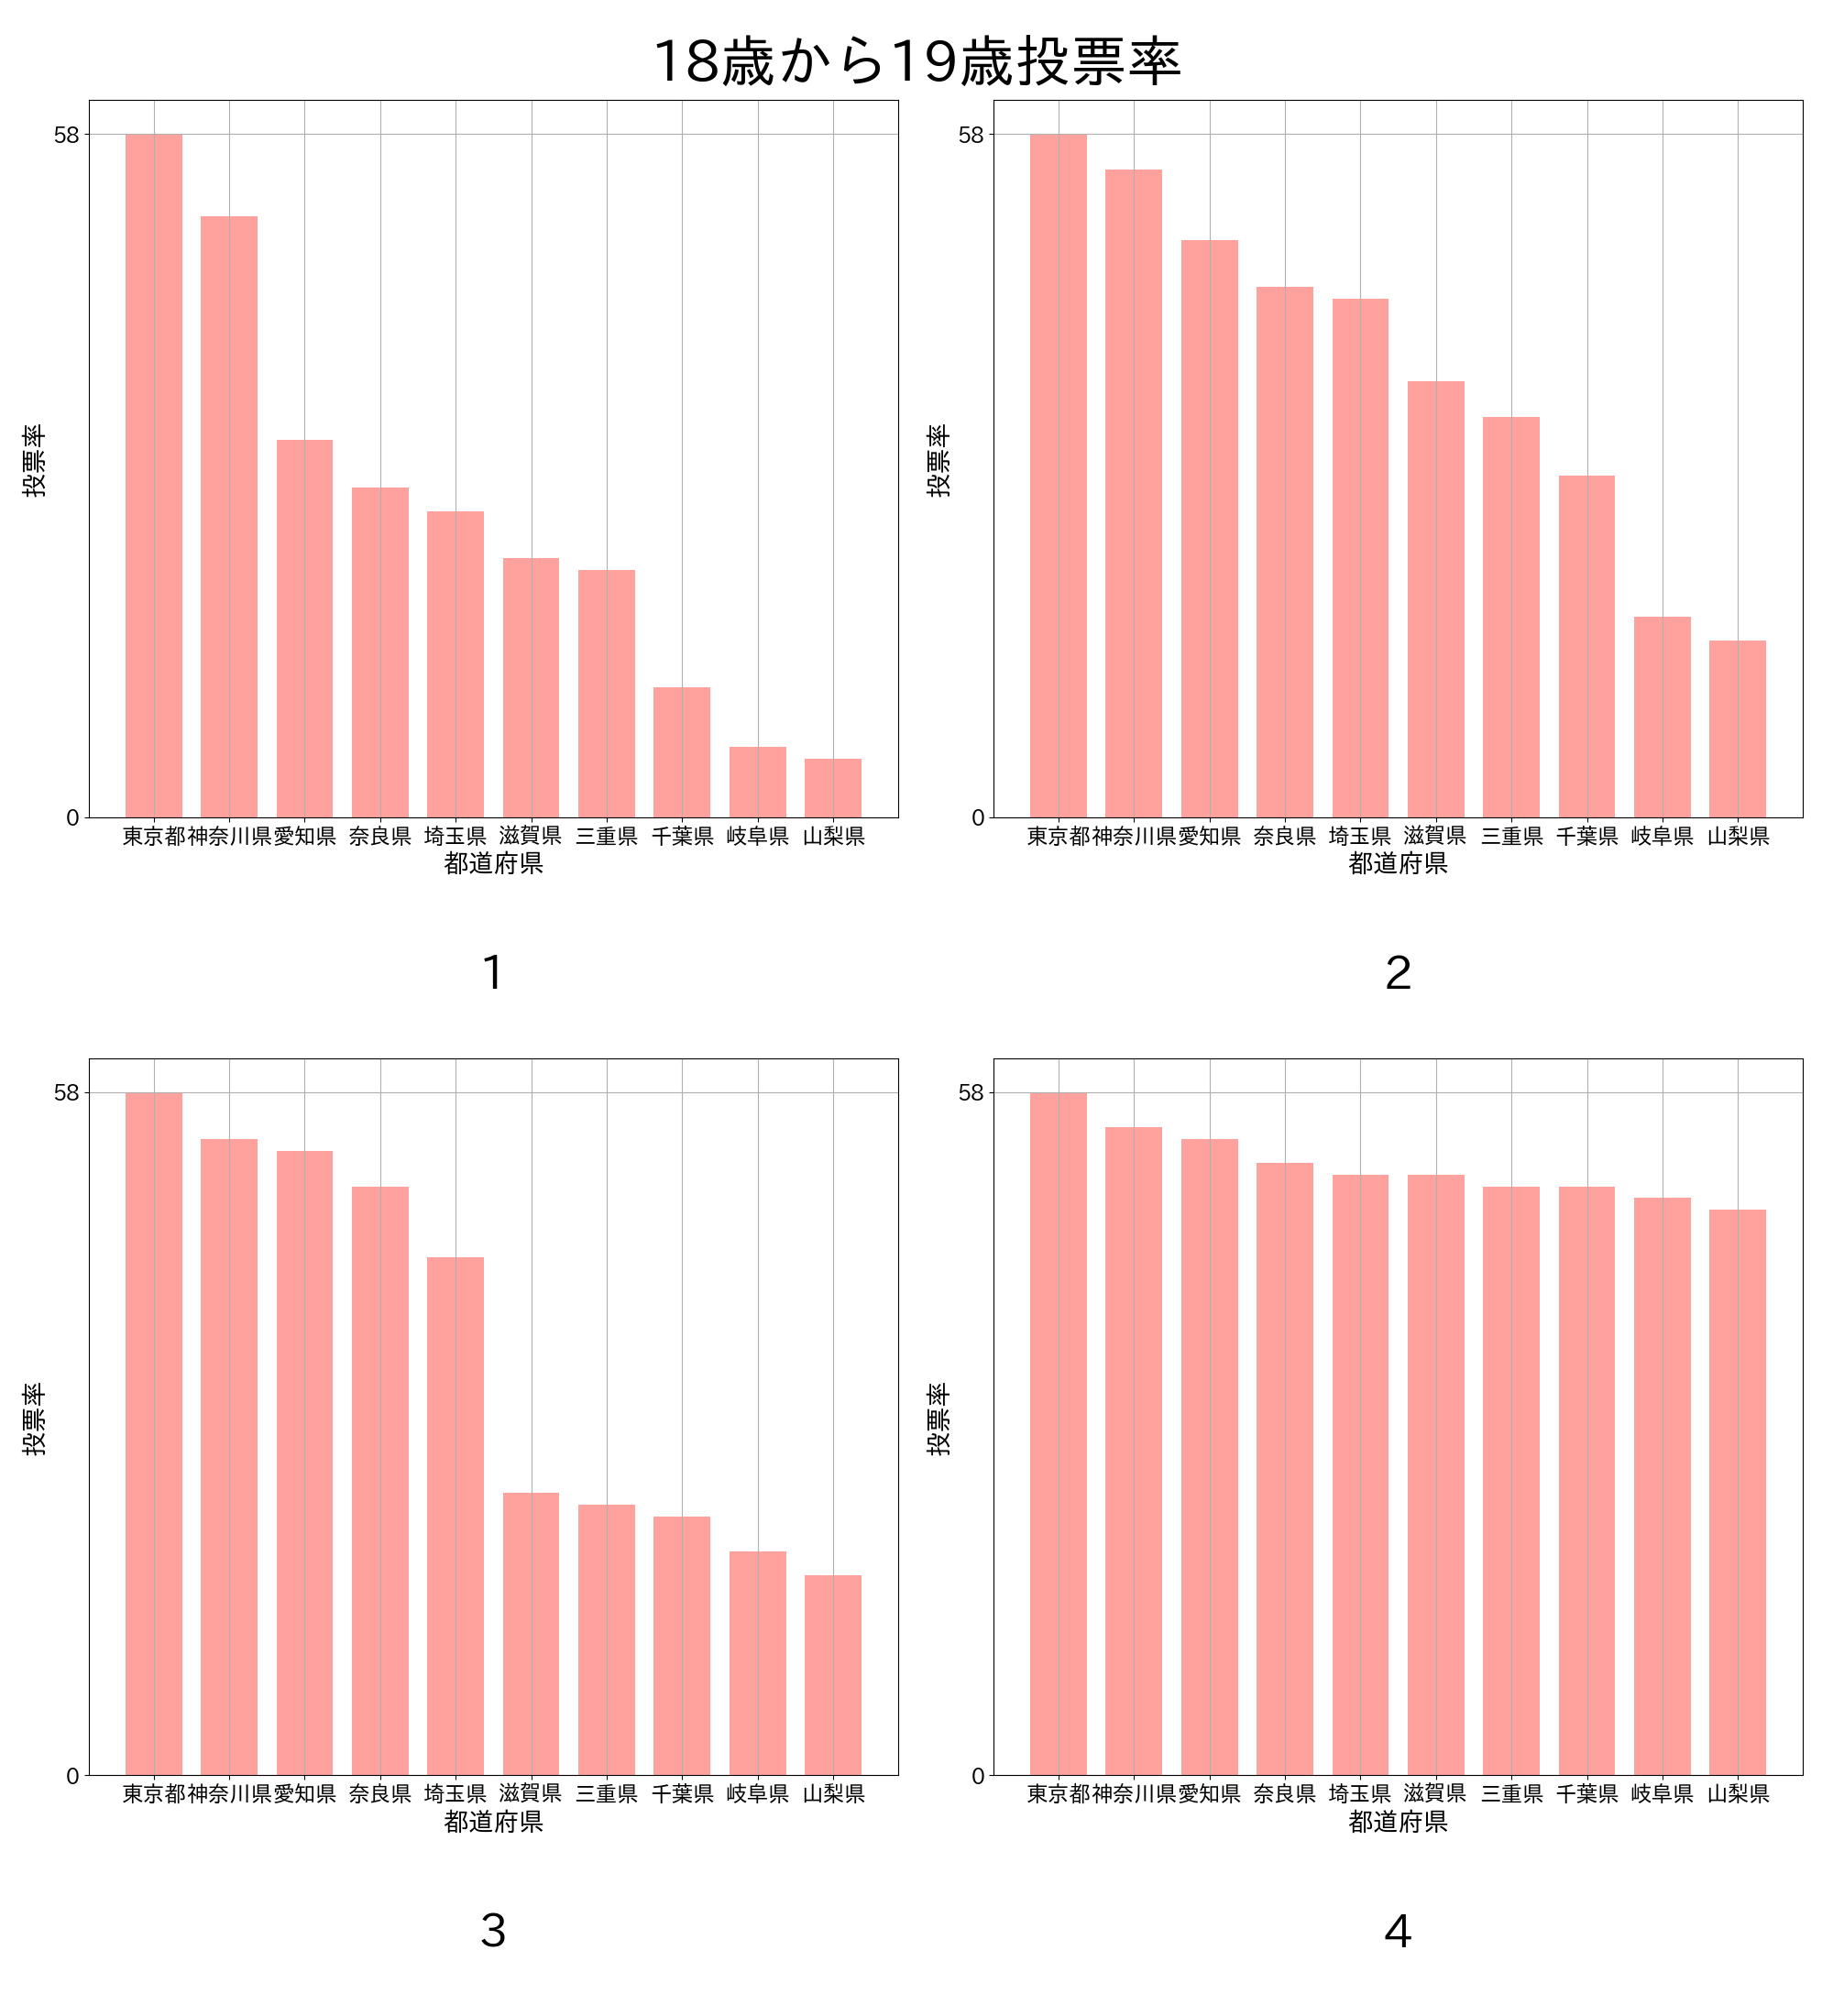 18歳から19歳投票率
58
0
投票率
東京都 神奈川県 愛知県 奈良県 埼玉県 滋賀県 三重県 千葉県 岐阜県 山梨県
都道府県
1
58
0
投票率
東京都 神奈川県 愛知県 奈良県 埼玉県 滋賀県 三重県 千葉県 岐阜県 山梨県
都道府県
2
58
0
投票率
東京都 神奈川県 愛知県 奈良県 埼玉県 滋賀県 三重県 千葉県 岐阜県 山梨県
都道府県
3
58
0
投票率
東京都 神奈川県 愛知県 奈良県 埼玉県 滋賀県 三重県 千葉県 岐阜県 山梨県
都道府県
4